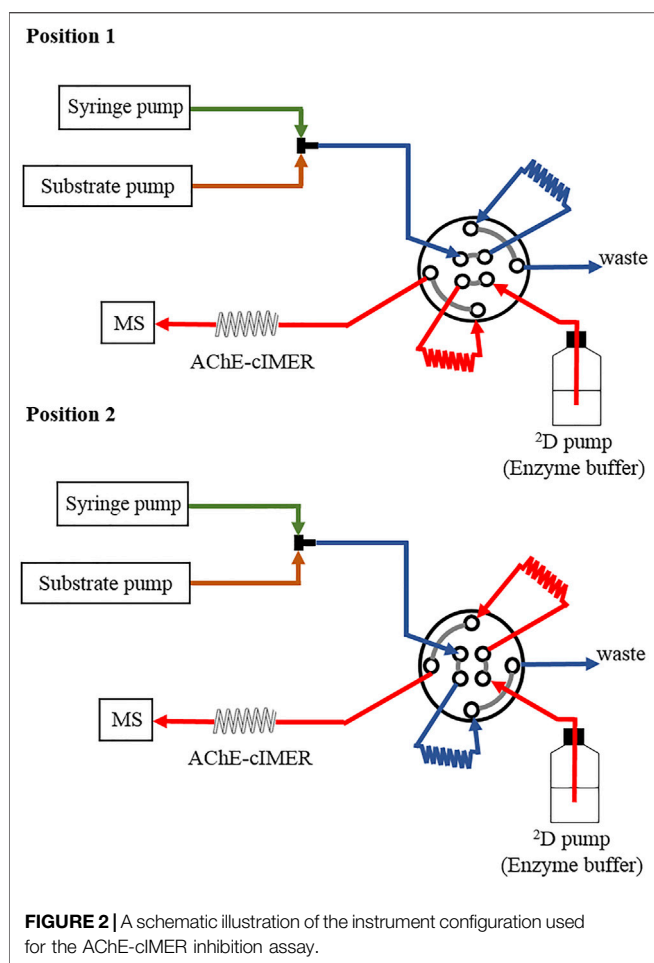 Position 1
Syringe pump
Substrate pump
waste
MS
AChE-cIMER
²D pump
(Enzyme buffer)
Position 2
Syringe pump
Substrate pump
waste
MS
AChE-cIMER
²D pump
(Enzyme buffer)
FIGURE 2 | A schematic illustration of the instrument configuration used
for the AChE-cIMER inhibition assay.